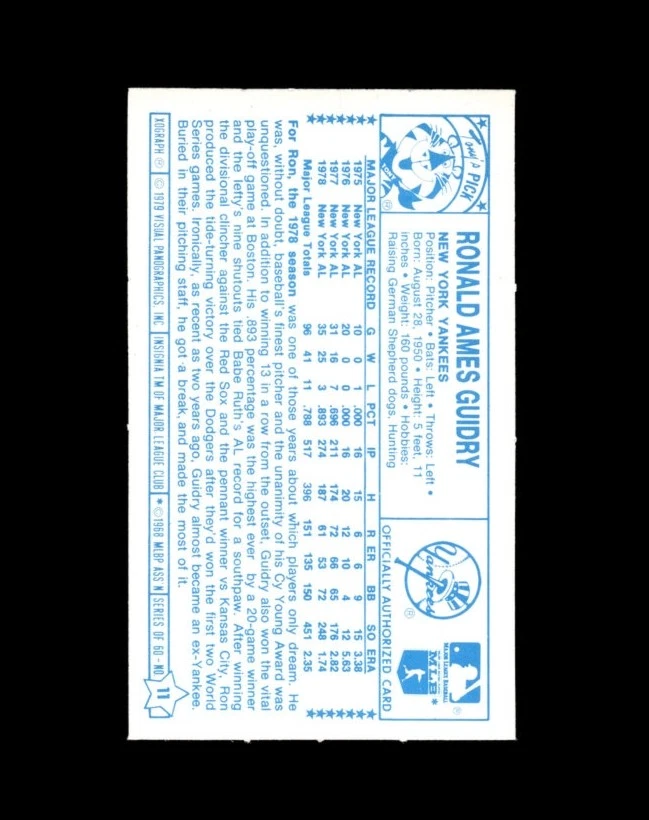 Tony's PICK
RONALD AMES GUIDRY
NEW YORK YANKEES
Position: Pitcher • Bats: Left • Throws: Left •
Born: August 28, 1950 • Height: 5 feet, 11
inches • Weight: 160 pounds • Hobbies:
Raising German Shepherd dogs, Hunting
Yankees
MAJOR LEAGUE BASEBALL
MLB
OFFICIALLY AUTHORIZED CARD
MAJOR LEAGUE RECORD G W L PCT IP H R ER BB SO ERA
1975 New York AL 10 0 1 .000 16 15 6 6 9 15 3.38
1976 New York AL 20 0 0 .000 16 20 12 10 4 12 5.63
1977 New York AL 31 16 7 .696 211 174 72 66 65 176 2.82
1978 New York AL 35 25 3 .893 274 187 61 53 72 248 1.74
Major League Totals 96 41 11 .788 517 396 151 135 150 451 2.35
For Ron, the 1978 season was one of those years about which players only dream. He
was, without doubt, baseball's finest pitcher and the unanimity of his Cy Young Award was
unquestioned. In addition to winning 13 in a row from the outset, Guidry also won the vital
play-off game at Boston. His .893 percentage was the highest ever by a 20-game winner
and the lefty's nine shutouts tied Babe Ruth's AL record for a southpaw. After winning
the divisional clincher against the Red Sox and the pennant winner vs Kansas City, Ron
produced the tide-turning victory over the Dodgers after they'd won the first two World
Series games. Ironically, as recent as two years ago, Guidry almost became an ex-Yankee.
Buried in their pitching staff, he got a break, and made the most of it.
XOGRAPH ® © 1979 VISUAL PANOGRAPHICS, INC INSIGNIA TM OF MAJOR LEAGUE CLUB * ©1968 MLBP ASS N SERIES OF 60-NO 11